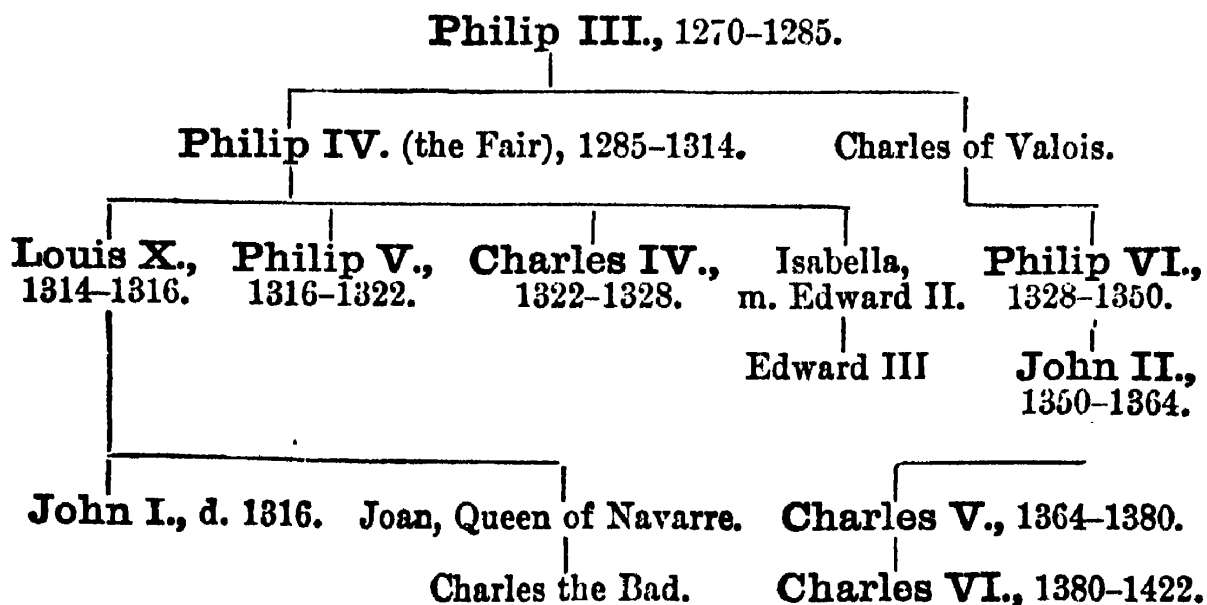 Philip III., 1270-1285.
Philip IV. (the Fair), 1285-1314. Charles of Valois.
Louis X., Philip V., Charles IV., Isabella, Philip VI.,
1314-1316. 1316-1322. 1322-1328. m. Edward II. 1328-1350.
Edward III John II.,
1350-1364.
John I., d. 1316. Joan, Queen of Navarre. Charles V., 1364-1380.
Charles the Bad. Charles VI., 1380-1422.